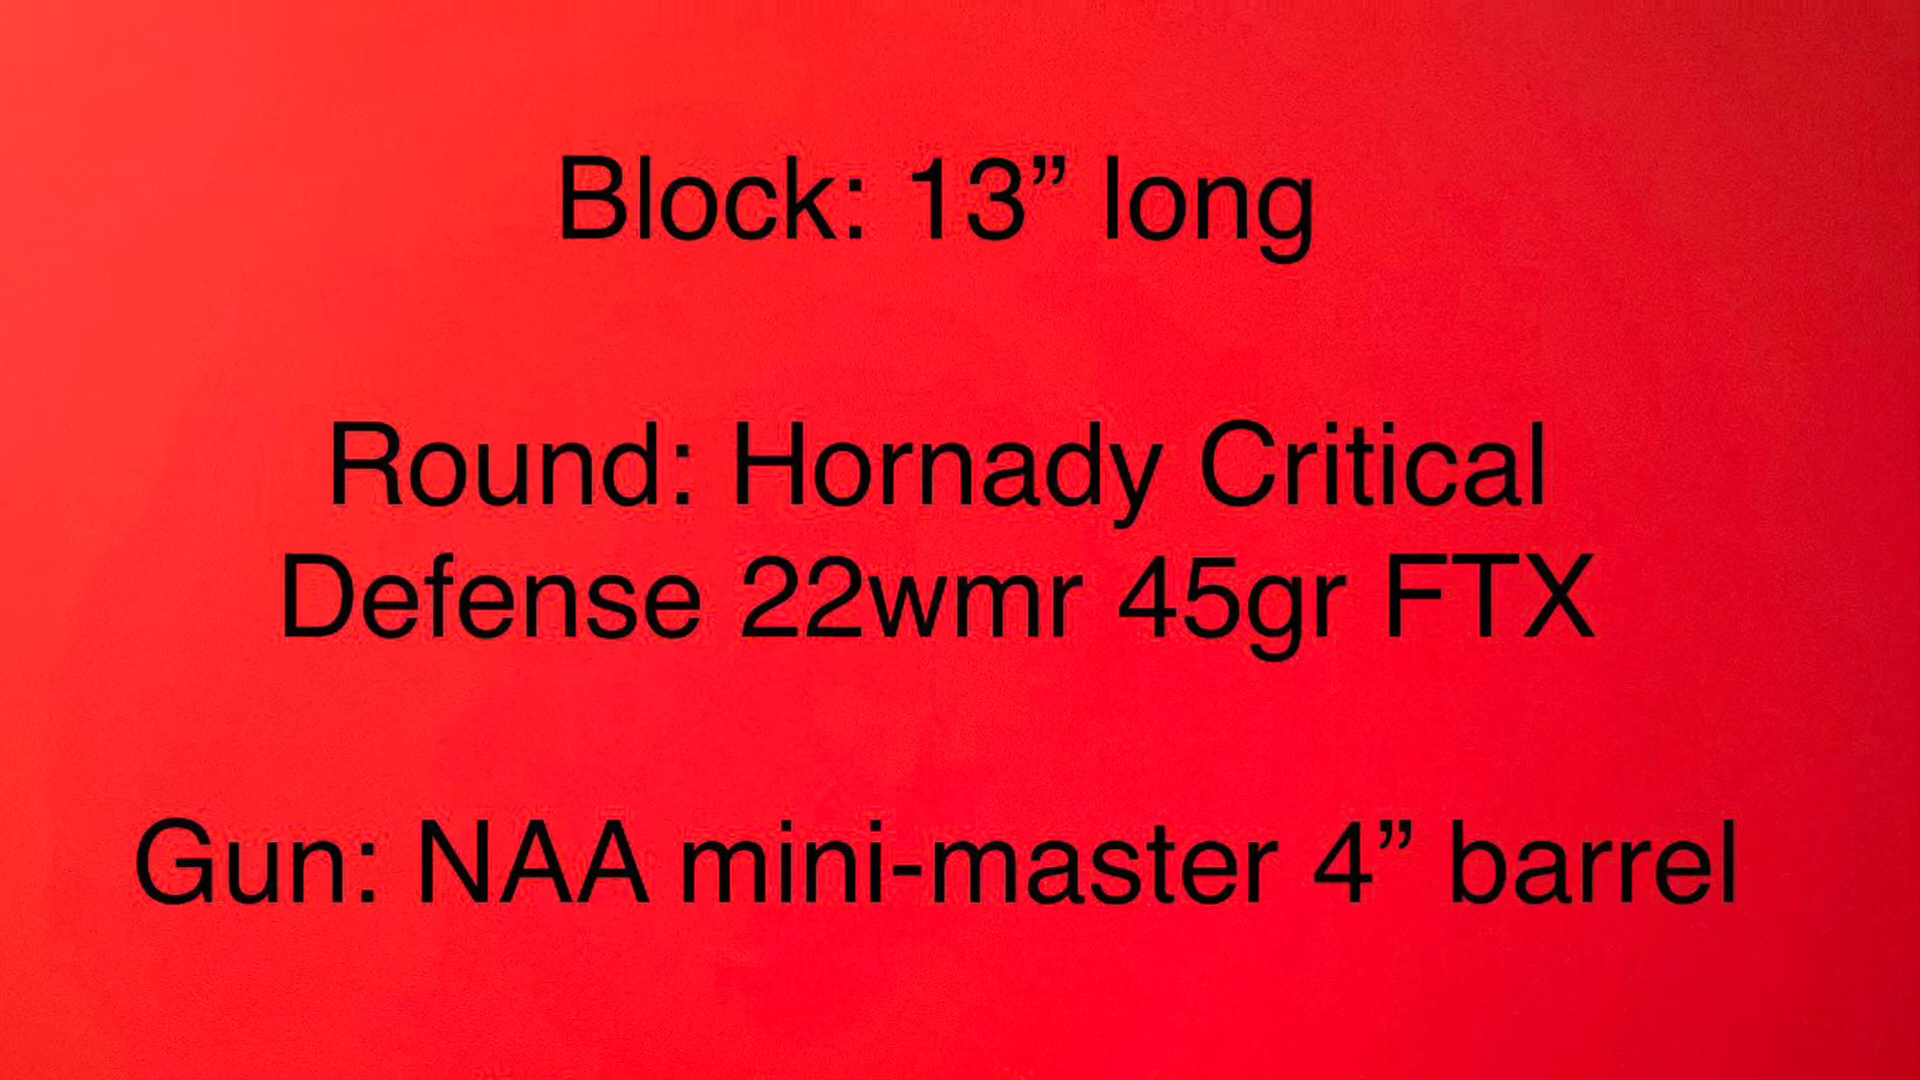 Block: 13” long
Round: Hornady Critical
Defense 22wmr 45gr FTX
Gun: NAA mini-master 4” barrel